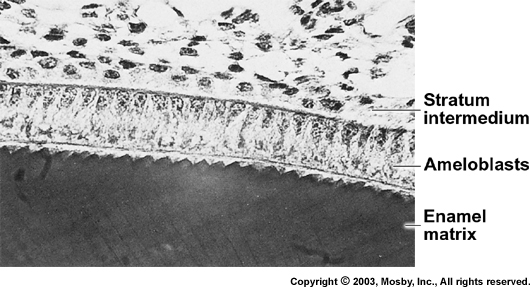 Stratum
intermedium
Ameloblasts
Enamel
matrix
Copyright © 2003, Mosby, Inc., All rights reserved.